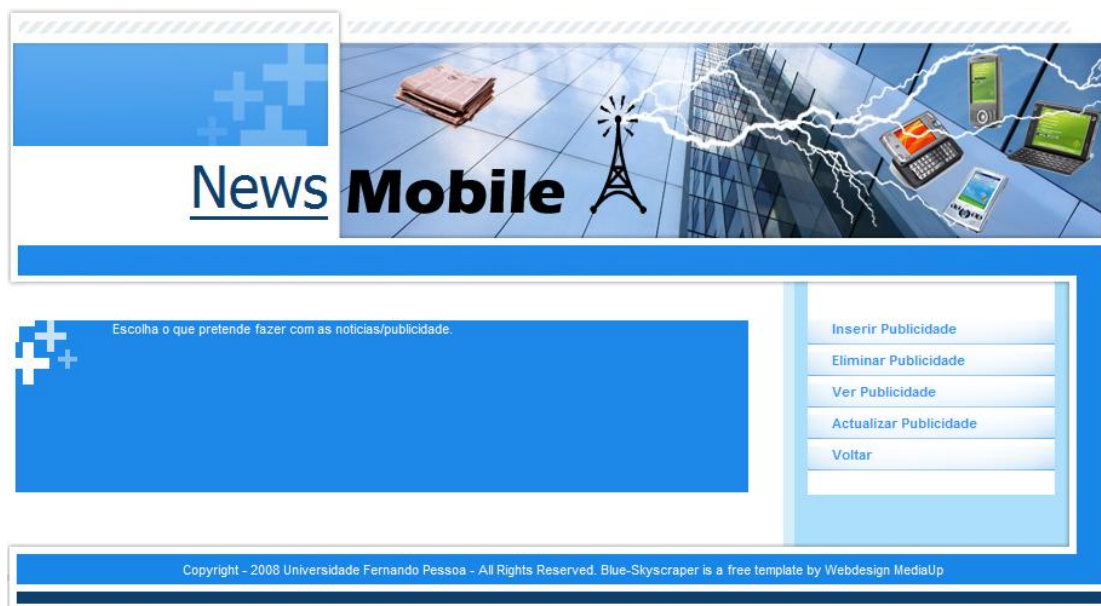 News Mobile
Escolha o que pretende fazer com as noticias/publicidade.
Inserir Publicidade
Eliminar Publicidade
Ver Publicidade
Actualizar Publicidade
Voltar
Copyright - 2008 Universidade Fernando Pessoa - All Rights Reserved. Blue-Skyscraper is a free template by Webdesign MediaUp